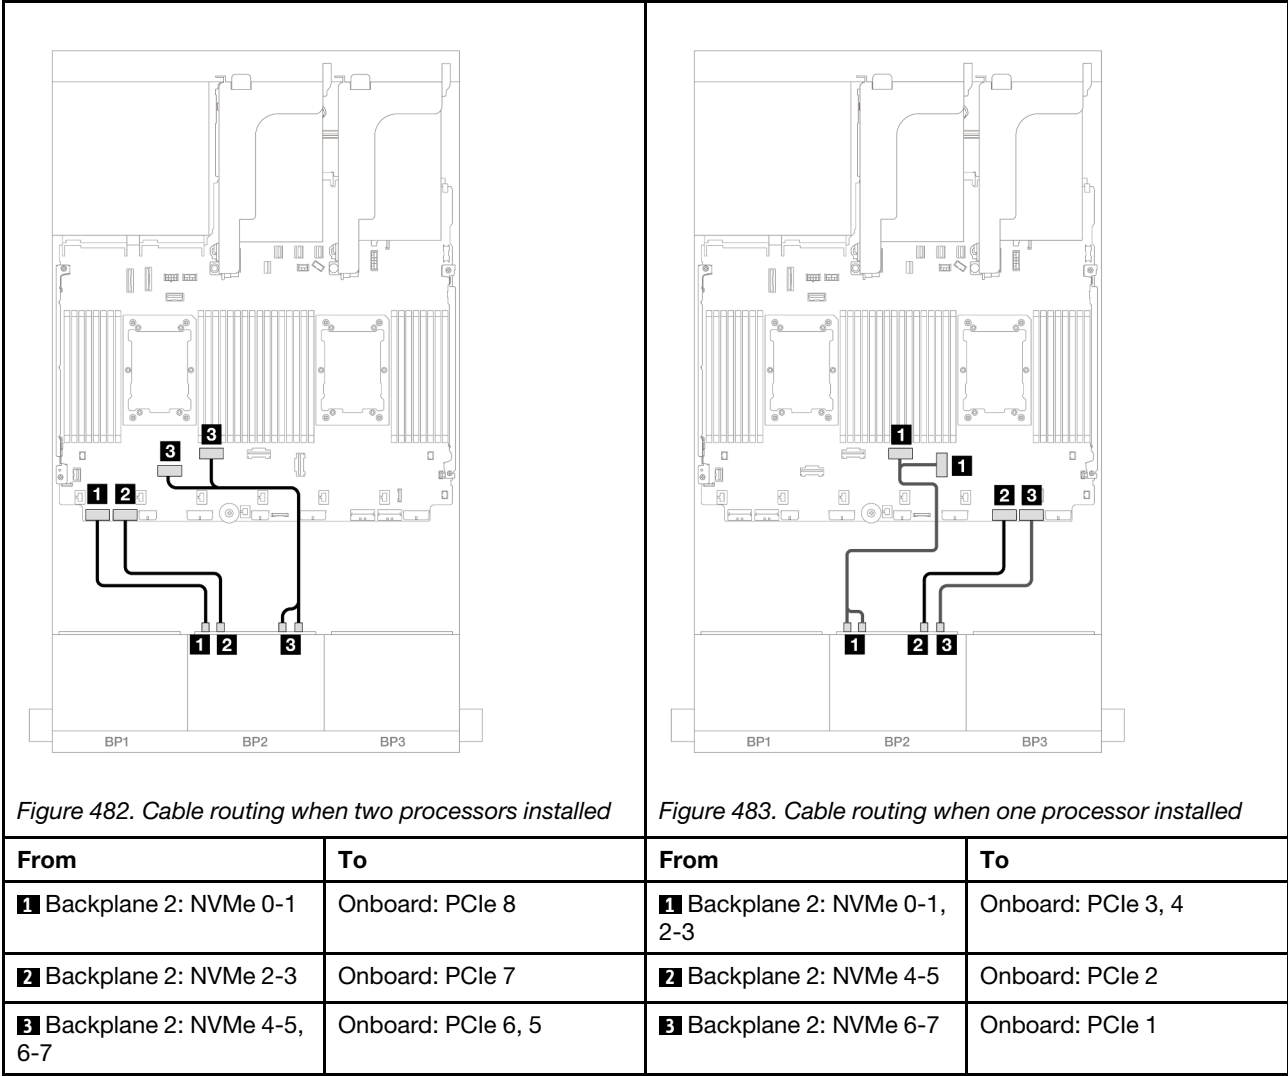 3
3
1 2
1 2 3
BP1 BP2 BP3
Figure 482. Cable routing when two processors installed
1
1
2 3
1 2 3
BP1 BP2 BP3
Figure 483. Cable routing when one processor installed
From To From To
1 Backplane 2: NVMe 0-1 Onboard: PCIe 8 1 Backplane 2: NVMe 0-1, Onboard: PCIe 3, 4
2-3
2 Backplane 2: NVMe 2-3 Onboard: PCIe 7 2 Backplane 2: NVMe 4-5 Onboard: PCIe 2
3 Backplane 2: NVMe 4-5, Onboard: PCIe 6, 5 3 Backplane 2: NVMe 6-7 Onboard: PCIe 1
6-7